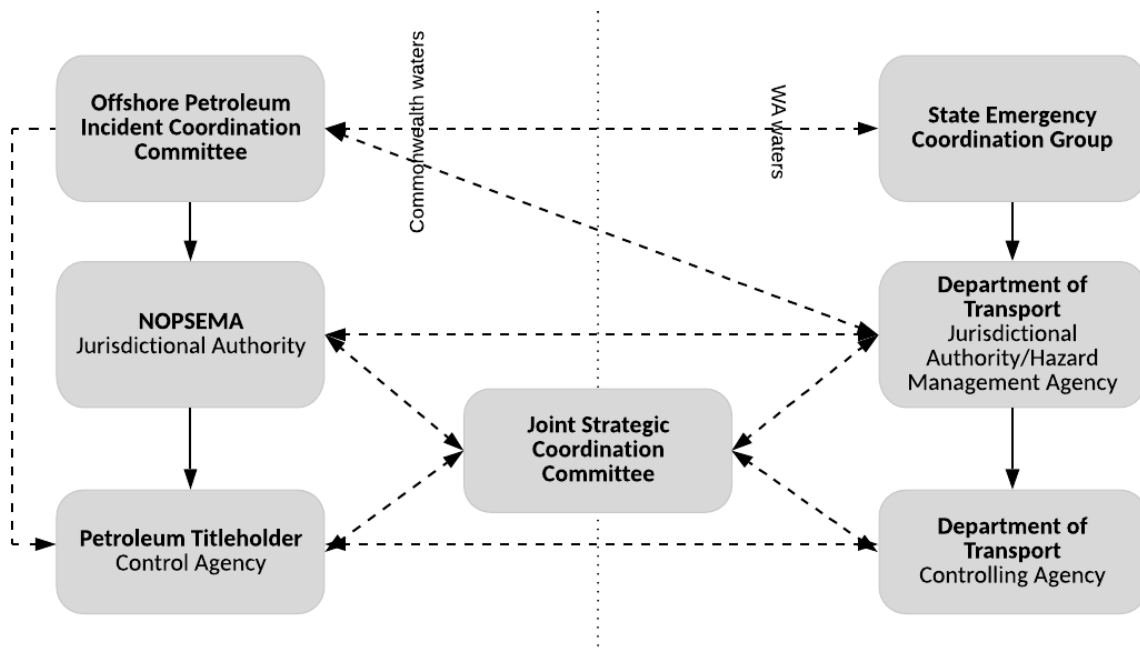 Offshore Petroleum
Incident Coordination
Committee
Commonwealth waters
WA waters
State Emergency
Coordination Group
NOPSEMA
Jurisdictional Authority
Department of
Transport
Jurisdictional
Authority/Hazard
Management Agency
Joint Strategic
Coordination
Committee
Petroleum Titleholder
Control Agency
Department of
Transport
Controlling Agency